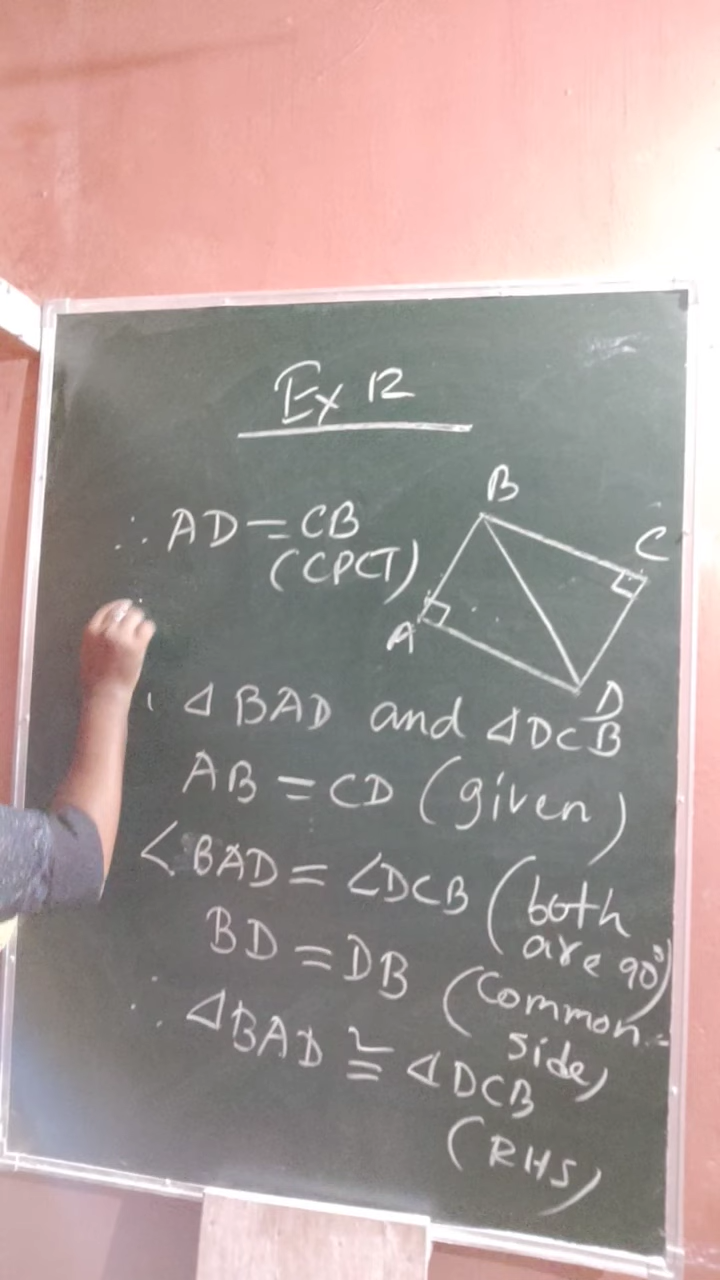 Ex 12
∴ AD = CB
(CPCT)
B
C
A
D
△ BAD and △DCB
AB = CD (given)
∠BAD = ∠DCB (both are 90°)
BD = DB (common side)
∴ △BAD ≅ △DCB
(RHS)